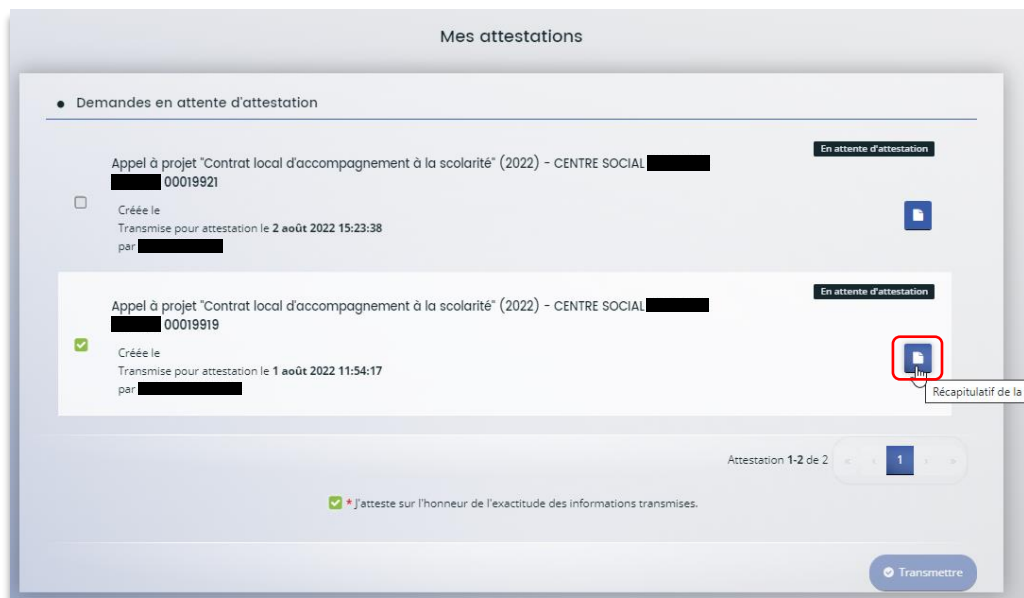 Mes attestations
Demandes en attente d'attestation
En attente d'attestation
Appel à projet "Contrat local d'accompagnement à la scolarité" (2022) - CENTRE SOCIAL
00019921
Créée le
Transmise pour attestation le 2 août 2022 15:23:38
par
En attente d'attestation
Appel à projet "Contrat local d'accompagnement à la scolarité" (2022) - CENTRE SOCIAL
00019919
Créée le
Transmise pour attestation le 1 août 2022 11:54:17
par
Récapitulatif de la
Attestation 1-2 de 2 « ‹ 1 › »
* J'atteste sur l'honneur de l'exactitude des informations transmises.
Transmettre